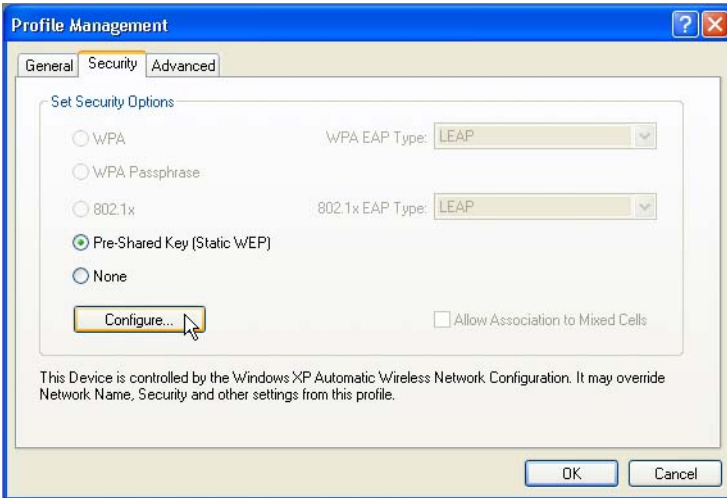 Profile Management
General Security Advanced
Set Security Options
WPA WPA EAP Type: LEAP
WPA Passphrase
802.1x 802.1x EAP Type: LEAP
Pre-Shared Key (Static WEP)
None
Configure... Allow Association to Mixed Cells
This Device is controlled by the Windows XP Automatic Wireless Network Configuration. It may override
Network Name, Security and other settings from this profile.
OK Cancel